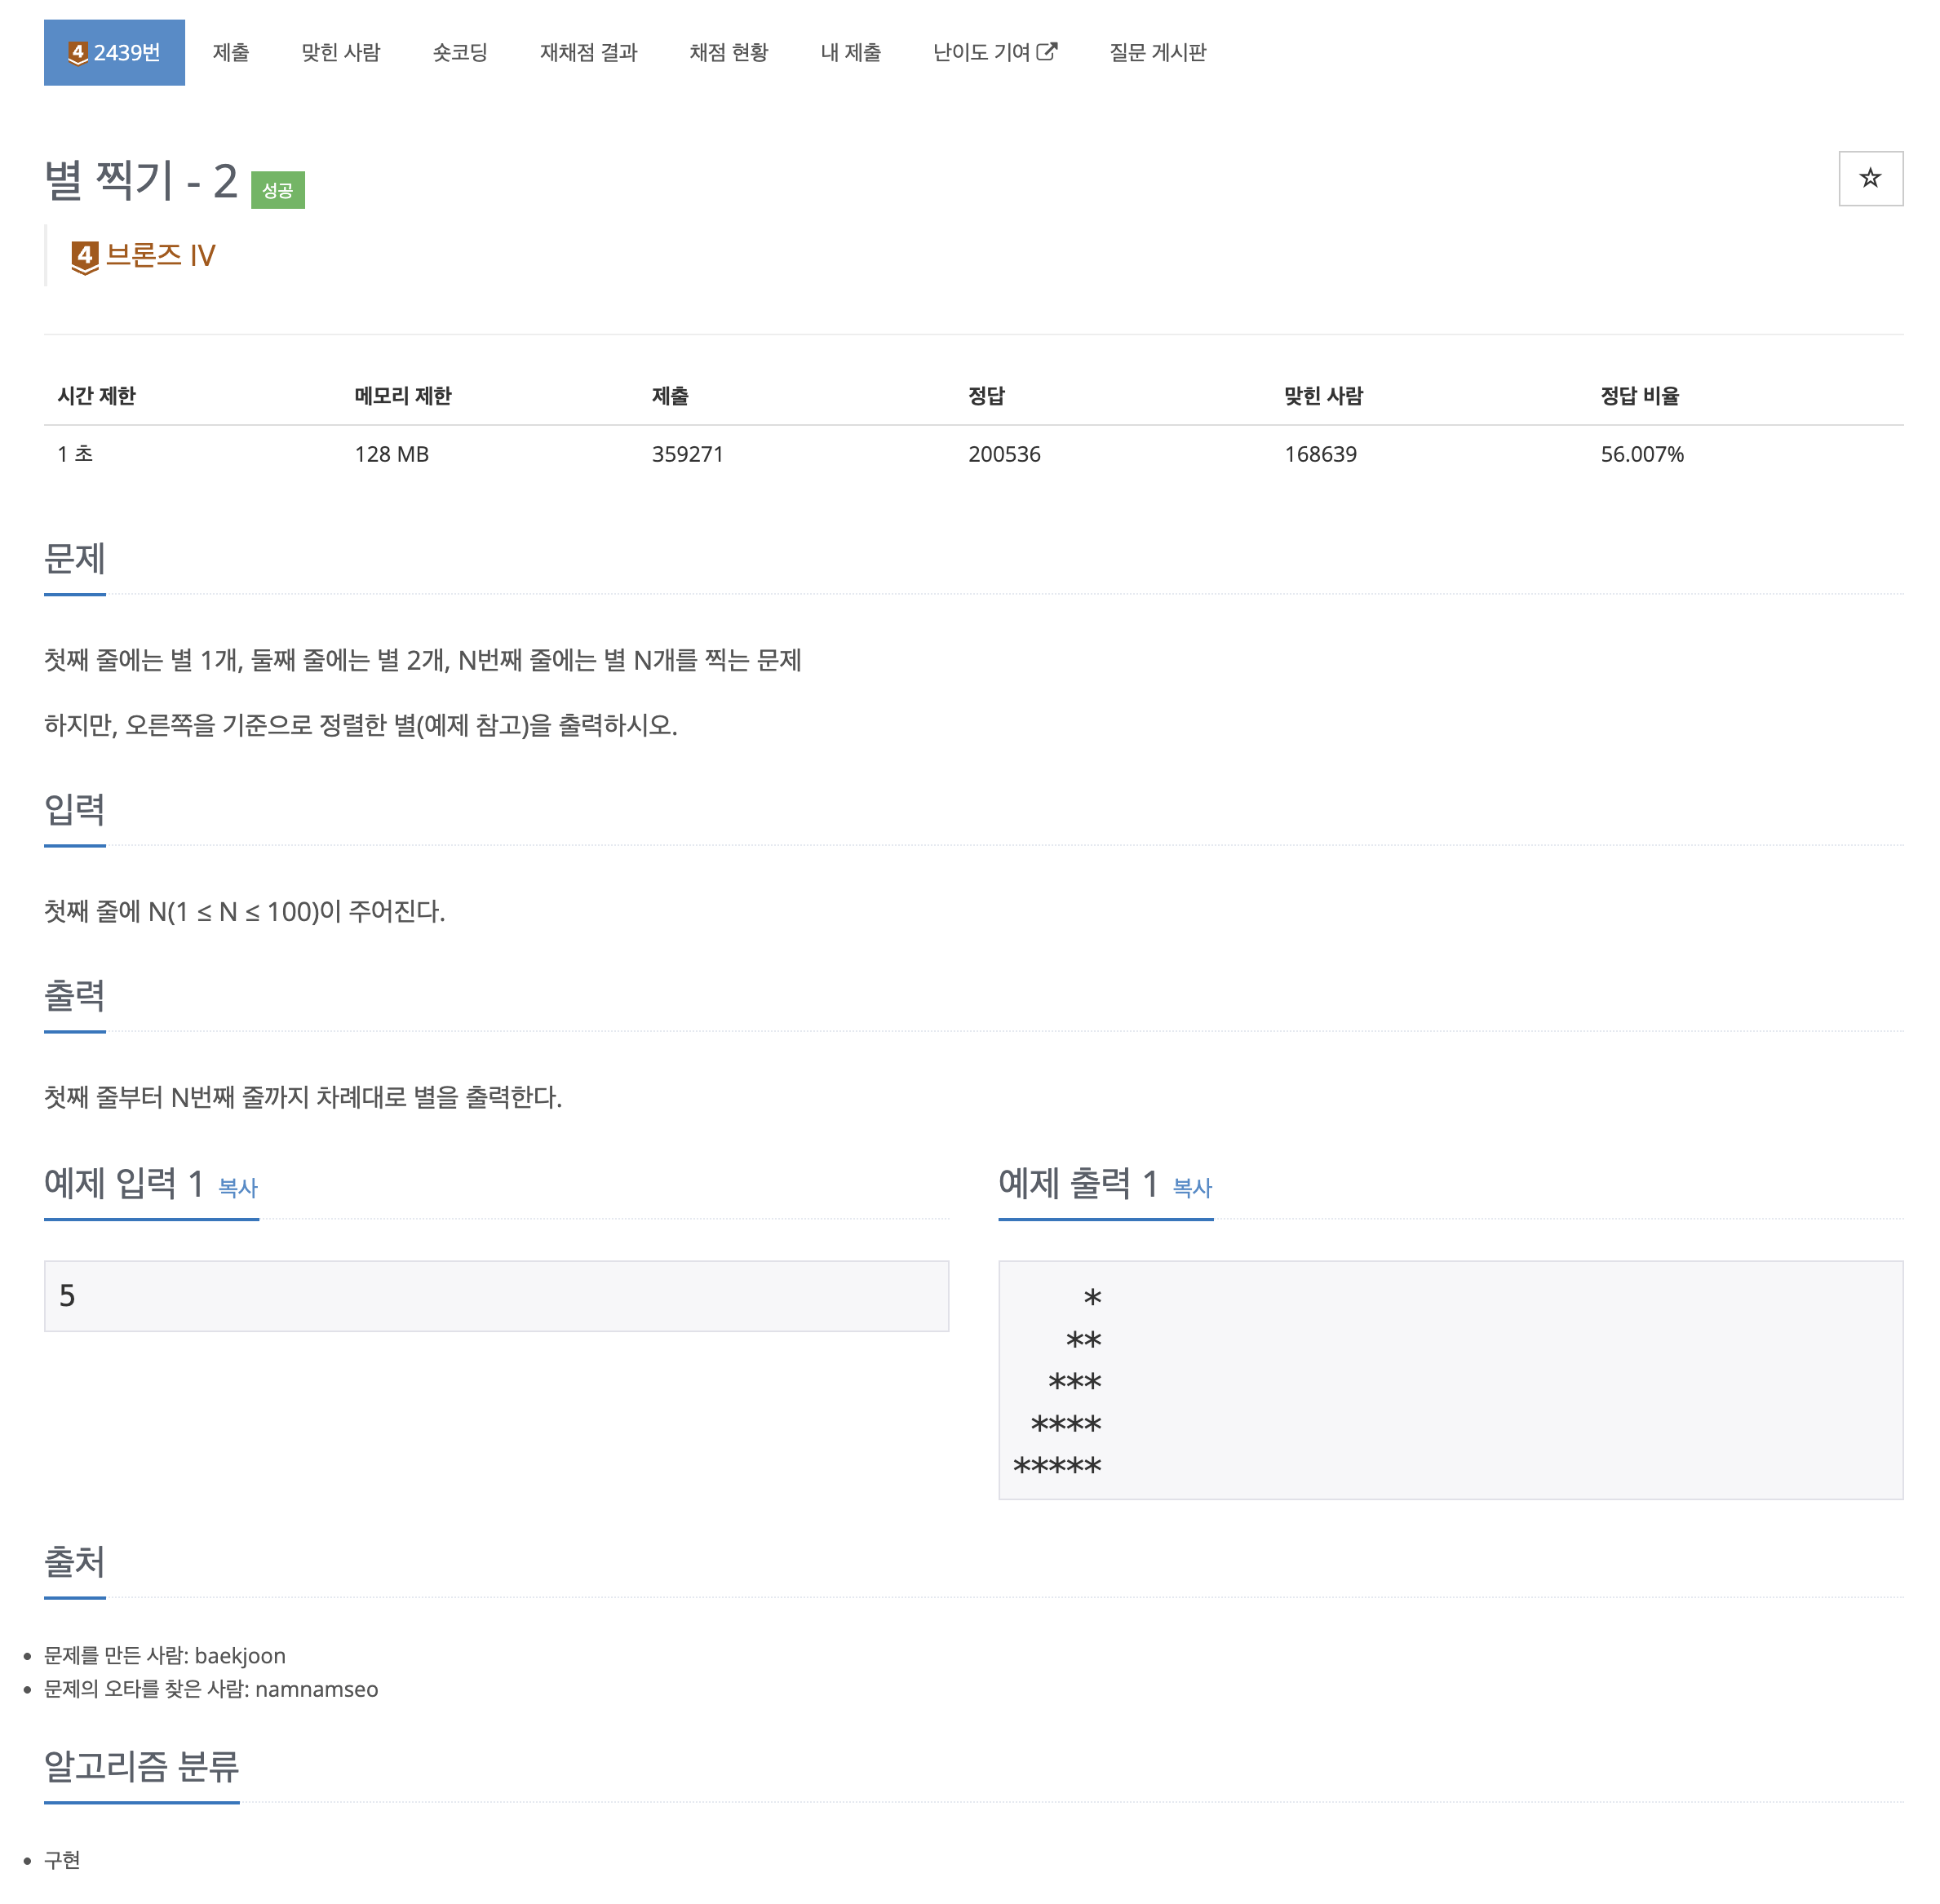 4 2439번 제출 맞힌 사람 숏코딩 재채점 결과 채점 현황 내 제출 난이도 기여 질문 게시판
별 찍기 - 2 성공
4 브론즈 IV
시간 제한 메모리 제한 제출 정답 맞힌 사람 정답 비율
1 초 128 MB 359271 200536 168639 56.007%
문제
첫째 줄에는 별 1개, 둘째 줄에는 별 2개, N번째 줄에는 별 N개를 찍는 문제
하지만, 오른쪽을 기준으로 정렬한 별(예제 참고)을 출력하시오.
입력
첫째 줄에 N(1 ≤ N ≤ 100)이 주어진다.
출력
첫째 줄부터 N번째 줄까지 차례대로 별을 출력한다.
예제 입력 1 복사
5
예제 출력 1 복사
    *
   **
  ***
 ****
*****
출처
문제를 만든 사람: baekjoon
문제의 오타를 찾은 사람: namnamseo
알고리즘 분류
구현